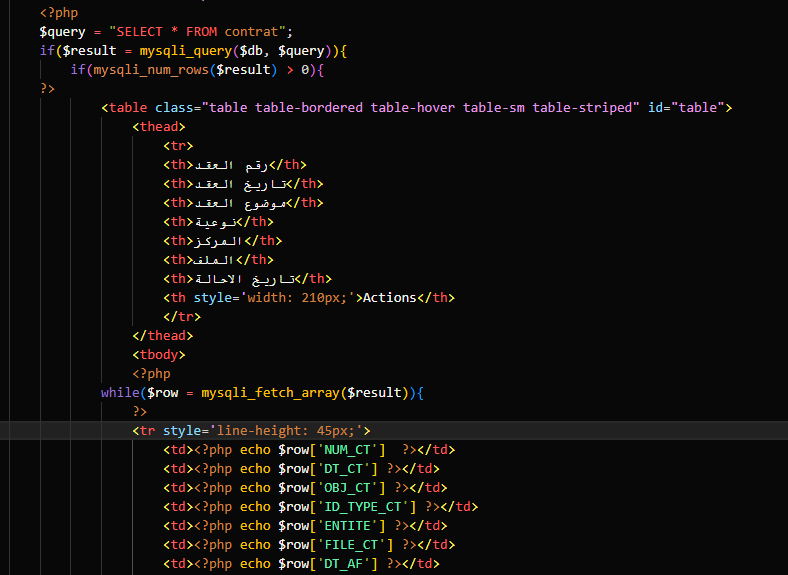 <?php
$query = "SELECT * FROM contrat";
if($result = mysqli_query($db, $query)){
if(mysqli_num_rows($result) > 0){
?>
<table class="table table-bordered table-hover table-sm table-striped" id="table">
<thead>
<tr>
<th>رقم العقد</th>
<th>تاريخ العقد</th>
<th>موضوع العقد</th>
<th>نوعية</th>
<th>المركز</th>
<th>الملف</th>
<th>تاريخ الاحالة</th>
<th style='width: 210px;'>Actions</th>
</tr>
</thead>
<tbody>
<?php
while($row = mysqli_fetch_array($result)){
?>
<tr style='line-height: 45px;'>
<td><?php echo $row['NUM_CT']  ?></td>
<td><?php echo $row['DT_CT'] ?></td>
<td><?php echo $row['OBJ_CT'] ?></td>
<td><?php echo $row['ID_TYPE_CT'] ?></td>
<td><?php echo $row['ENTITE'] ?></td>
<td><?php echo $row['FILE_CT'] ?></td>
<td><?php echo $row['DT_AF'] ?></td>